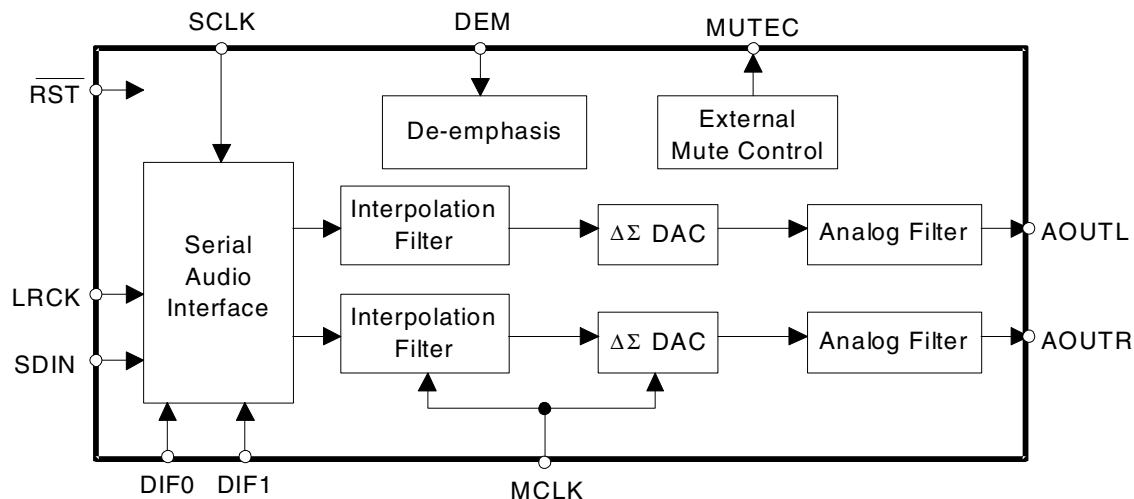 SCLK
DEM
MUTEC
RST
De-emphasis
External
Mute Control
Serial
Audio
Interface
Interpolation
Filter
ΔΣ DAC
Analog Filter
AOUTL
LRCK
SDIN
Interpolation
Filter
ΔΣ DAC
Analog Filter
AOUTR
DIF0
DIF1
MCLK